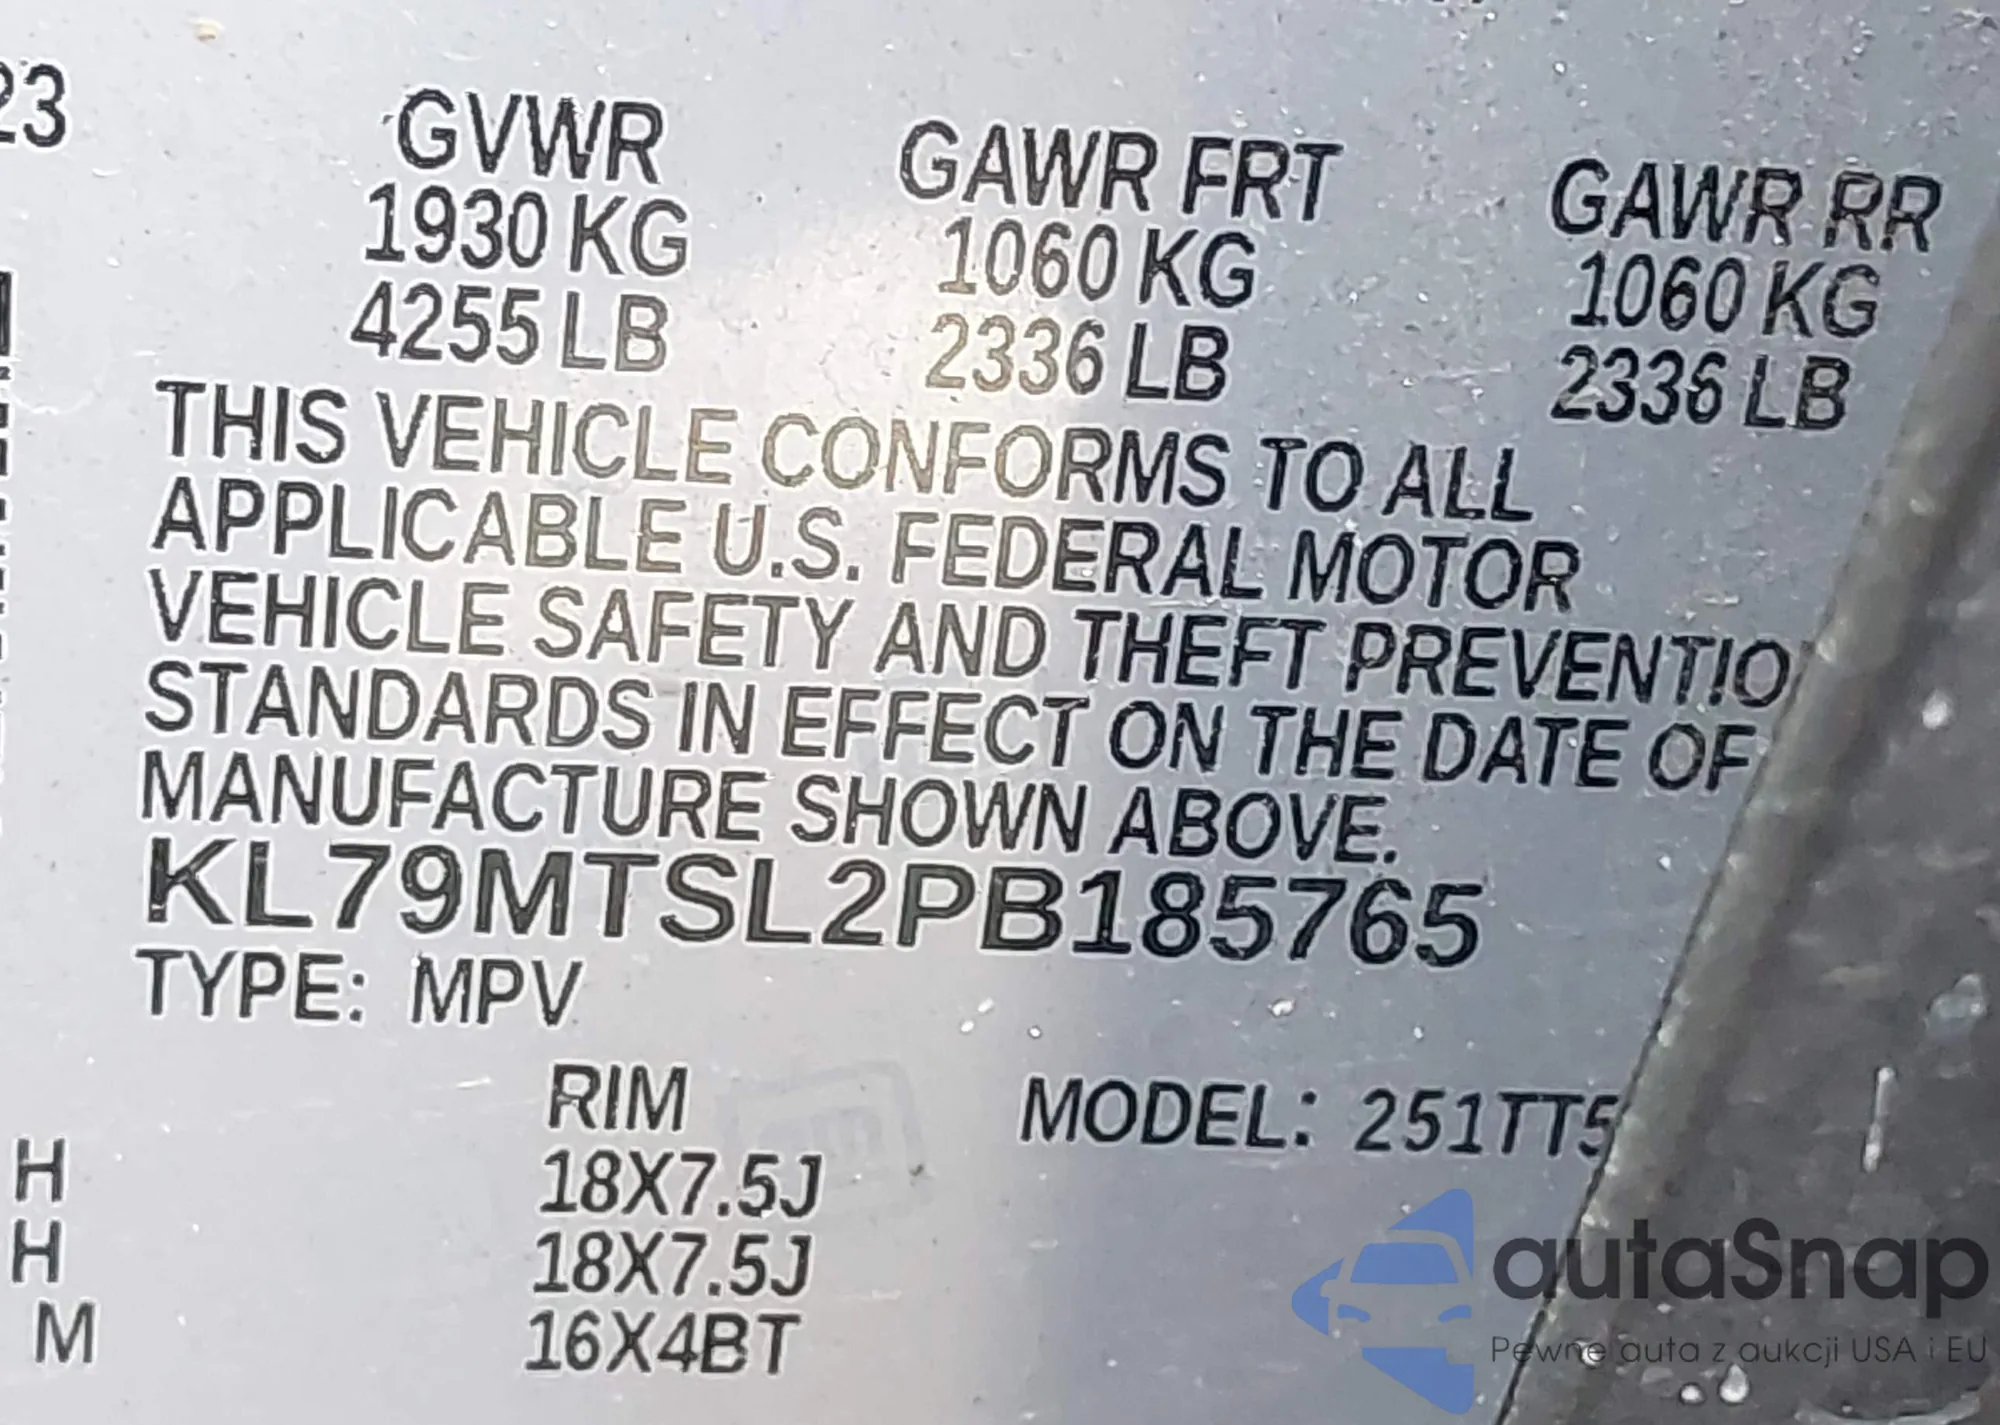 23
GVWR GAWR FRT GAWR RR
1930 KG 1060 KG 1060 KG
4255 LB 2336 LB 2336 LB
THIS VEHICLE CONFORMS TO ALL
APPLICABLE U.S. FEDERAL MOTOR
VEHICLE SAFETY AND THEFT PREVENTIO
STANDARDS IN EFFECT ON THE DATE OF
MANUFACTURE SHOWN ABOVE.
KL79MTSL2PB185765
TYPE: MPV
RIM MODEL: 251TT5
H 18X7.5J
H 18X7.5J
M 16X4BT
autaSnap
Pewne auta z aukcji USA i EU